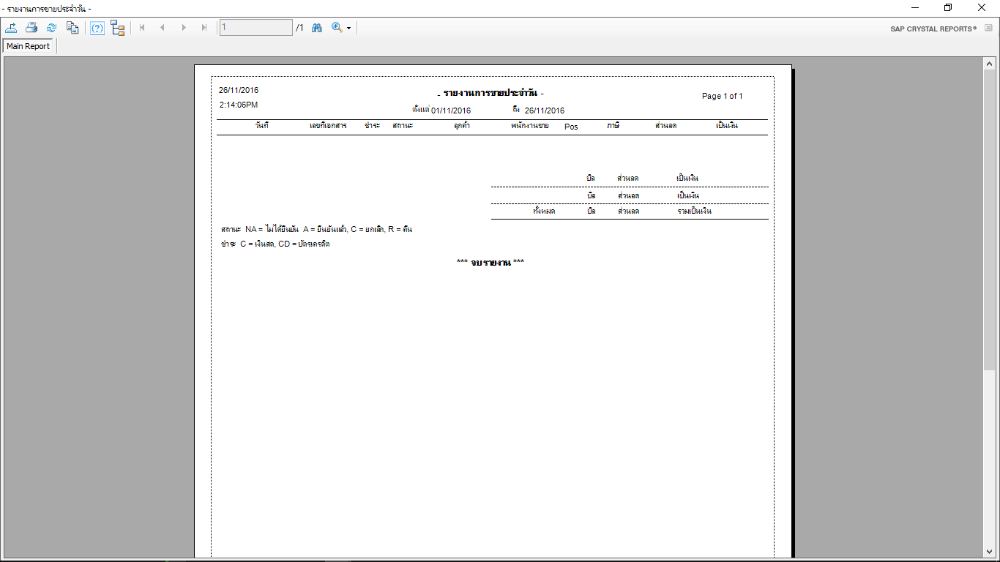 - รายงานการขายประจำวัน -
1 /1
SAP CRYSTAL REPORTS®
Main Report
26/11/2016
- รายงานการขายประจำวัน -
Page 1 of 1
2:14:06PM
ตั้งแต่ 01/11/2016 ถึง 26/11/2016
วันที่ เลขที่เอกสาร ชำระ สถานะ ลูกค้า พนักงานขาย Pos ภาษี ส่วนลด เป็นเงิน
บิล ส่วนลด เป็นเงิน
บิล ส่วนลด เป็นเงิน
ทั้งหมด บิล ส่วนลด รวมเป็นเงิน
สถานะ NA = ไม่ได้ยืนยัน A = ยืนยันแล้ว, C = ยกเลิก, R = คืน
ชำระ C = เงินสด, CD = บัตรเครดิต
*** จบรายงาน ***